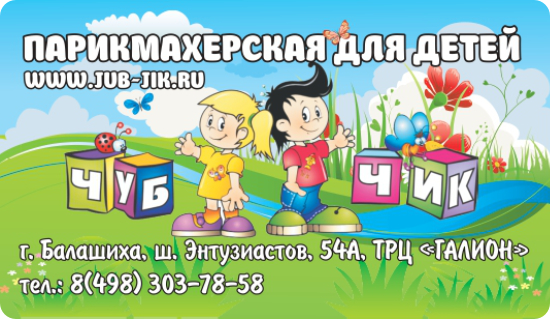 ПАРИКМАХЕРСКАЯ ДЛЯ ДЕТЕЙ
WWW.JUB-JIK.RU
ЧУБ ЧИК
г. Балашиха, ш. Энтузиастов, 54А, ТРЦ «ГАЛИОН»
тел.: 8(498) 303-78-58